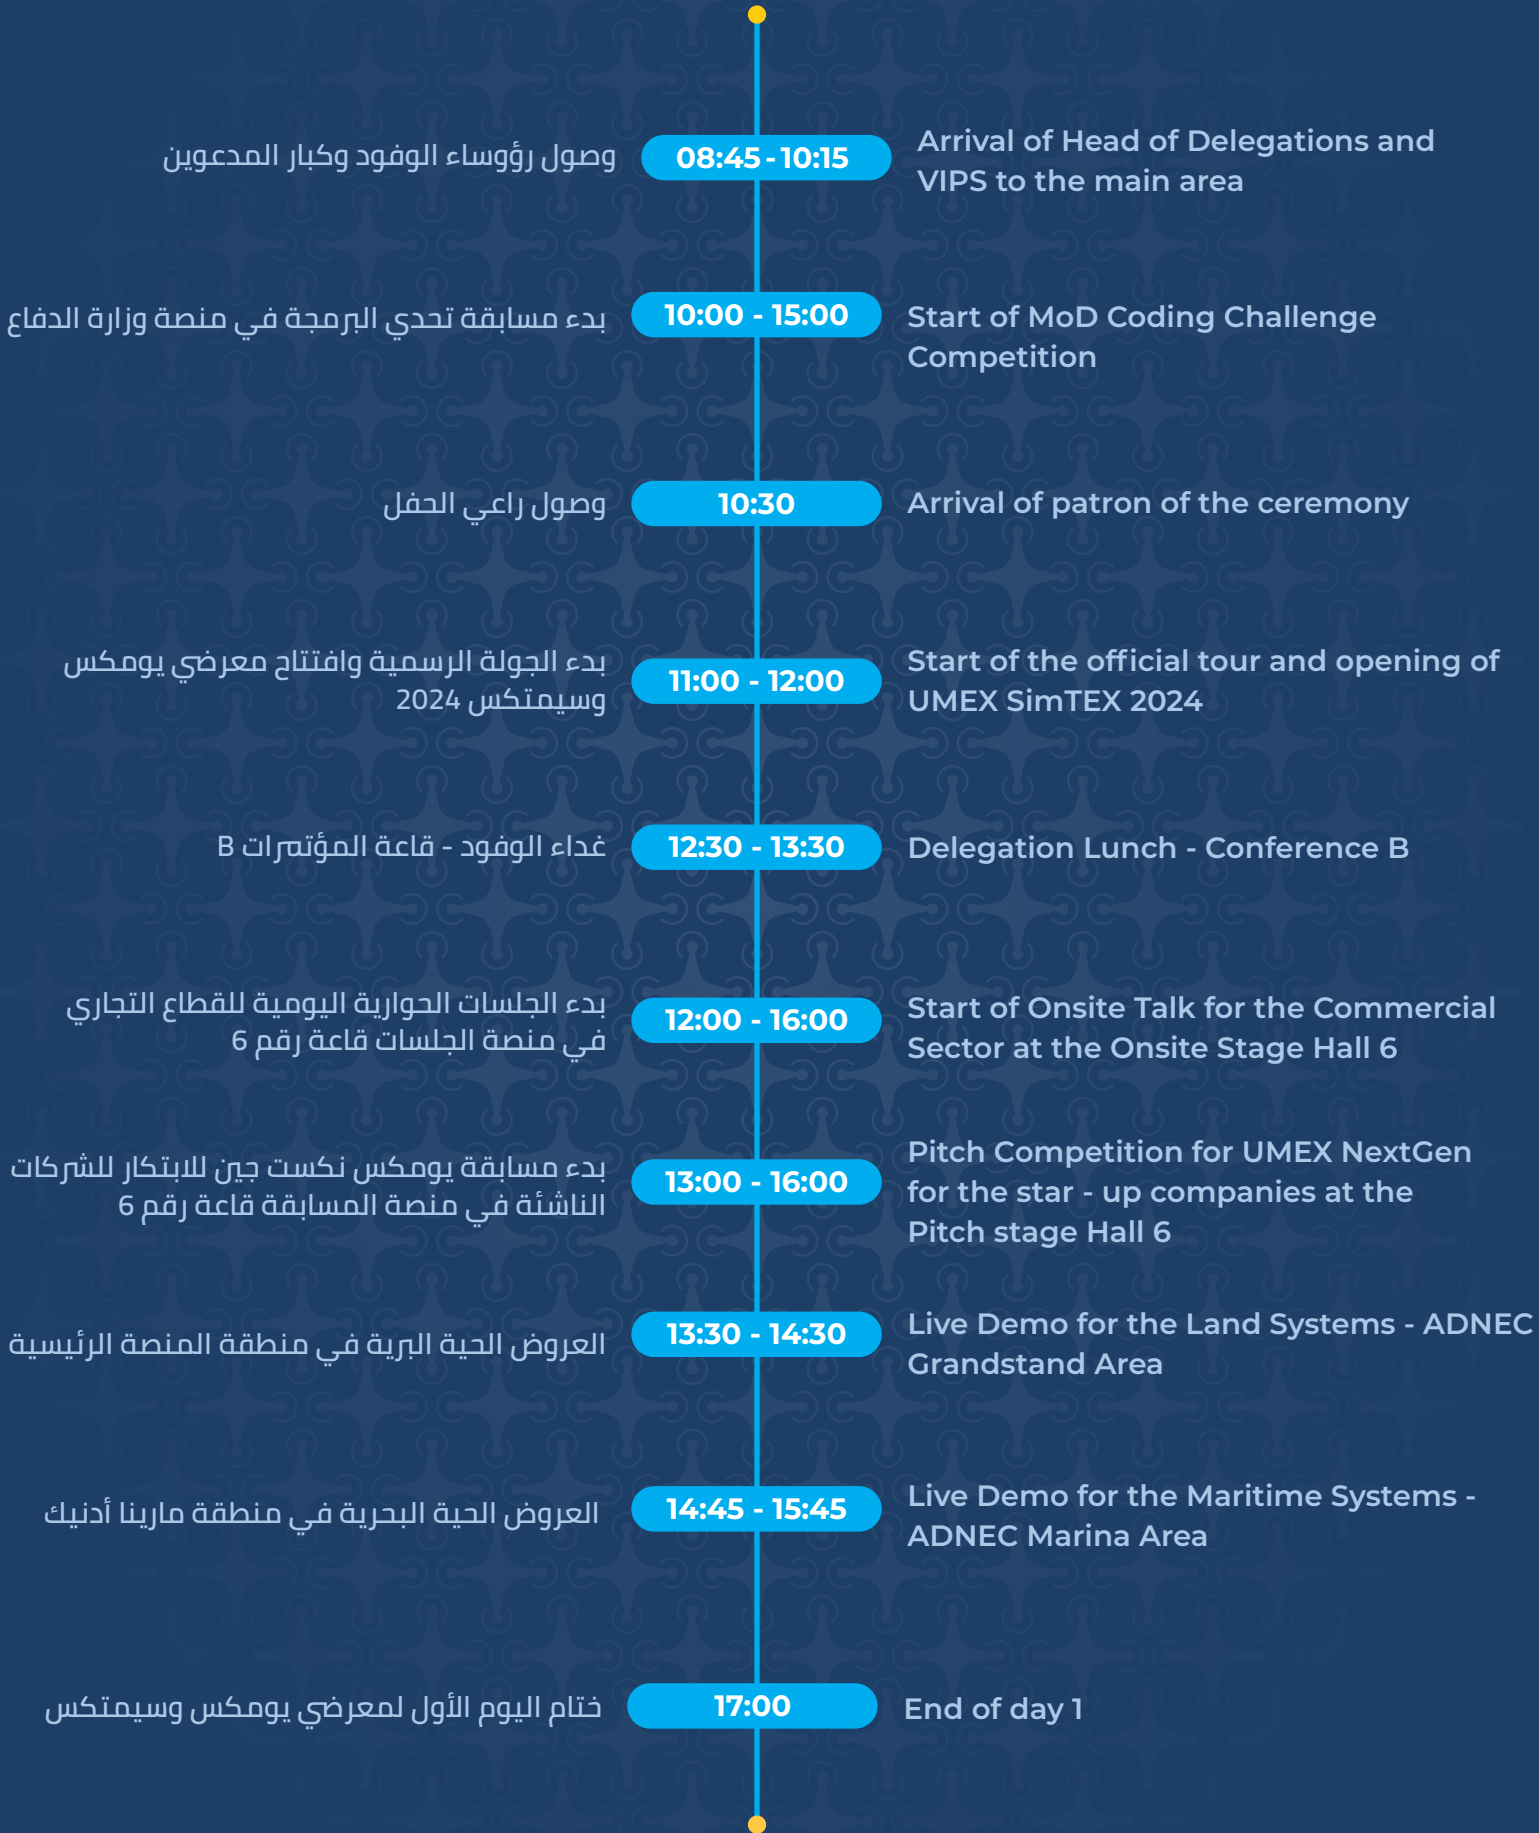 وصول رؤوساء الوفود وكبار المدعوين
08:45 - 10:15
Arrival of Head of Delegations and
VIPS to the main area
بدء مسابقة تحدي البرمجة في منصة وزارة الدفاع
10:00 - 15:00
Start of MoD Coding Challenge
Competition
وصول راعي الحفل
10:30
Arrival of patron of the ceremony
بدء الجولة الرسمية وافتتاح معرضي يومكس
وسيمتكس 2024
11:00 - 12:00
Start of the official tour and opening of
UMEX SimTEX 2024
غداء الوفود - قاعة المؤتمرات B
12:30 - 13:30
Delegation Lunch - Conference B
بدء الجلسات الحوارية اليومية للقطاع التجاري
في منصة الجلسات قاعة رقم 6
12:00 - 16:00
Start of Onsite Talk for the Commercial
Sector at the Onsite Stage Hall 6
بدء مسابقة يومكس نكست جين للابتكار للشركات
الناشئة في منصة المسابقة قاعة رقم 6
13:00 - 16:00
Pitch Competition for UMEX NextGen
for the star - up companies at the
Pitch stage Hall 6
العروض الحية البرية في منطقة المنصة الرئيسية
13:30 - 14:30
Live Demo for the Land Systems - ADNEC
Grandstand Area
العروض الحية البحرية في منطقة مارينا أدنيك
14:45 - 15:45
Live Demo for the Maritime Systems -
ADNEC Marina Area
ختام اليوم الأول لمعرضي يومكس وسيمتكس
17:00
End of day 1